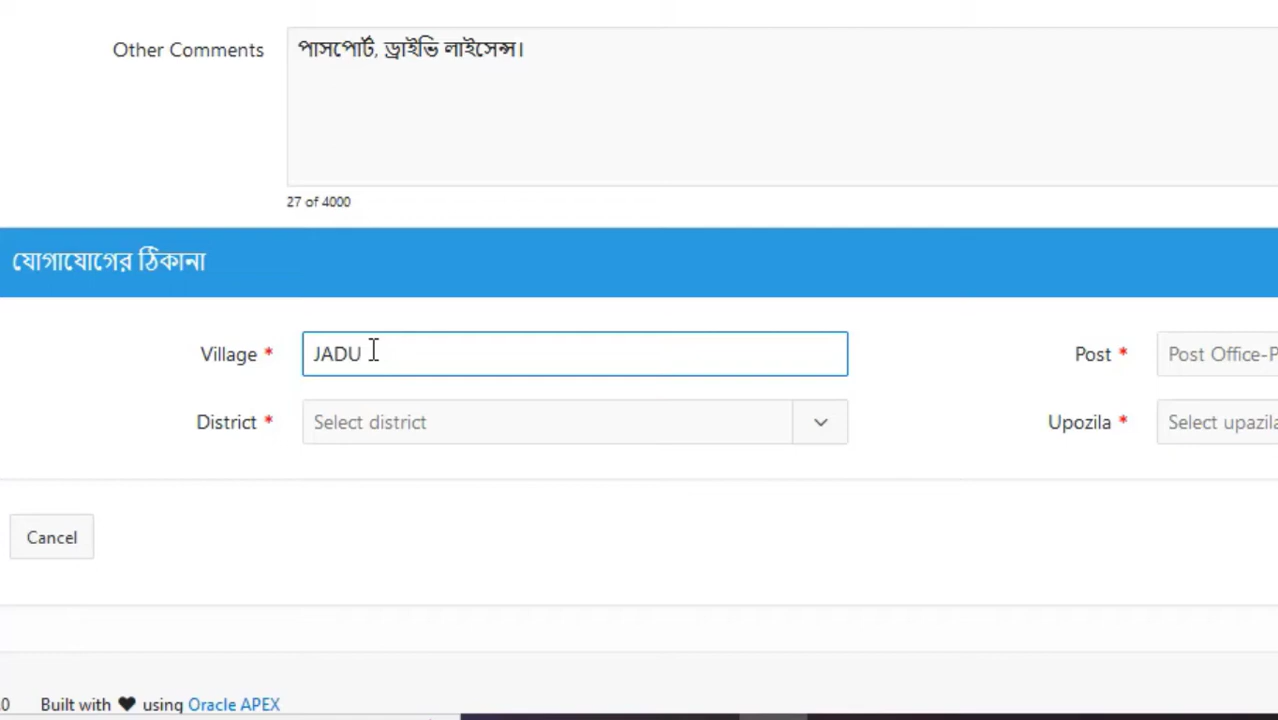 Other Comments
পাসপোর্ট, ড্রাইভি লাইসেন্স।
27 of 4000
যোগাযোগের ঠিকানা
Village * JADU Post * Post Office-P
District * Select district Upozila * Select upazila
Cancel
0 Built with ♥ using Oracle APEX